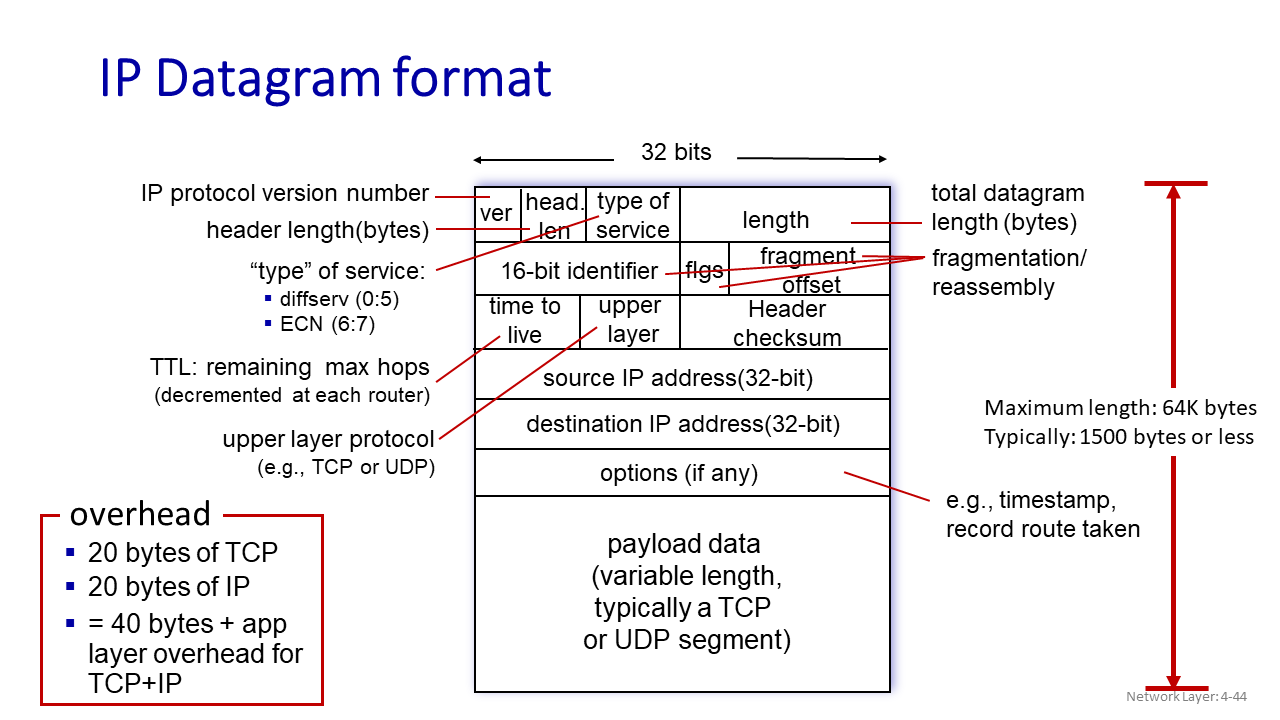 IP Datagram format
32 bits
IP protocol version number
header length(bytes)
“type” of service:
diffserv (0:5)
ECN (6:7)
TTL: remaining max hops
(decremented at each router)
upper layer protocol
(e.g., TCP or UDP)
overhead
20 bytes of TCP
20 bytes of IP
= 40 bytes + app
layer overhead for
TCP+IP
ver
head.
len
type of
service
length
16-bit identifier
flgs
fragment
offset
time to
live
upper
layer
Header
checksum
source IP address(32-bit)
destination IP address(32-bit)
options (if any)
payload data
(variable length,
typically a TCP
or UDP segment)
total datagram
length (bytes)
fragmentation/
reassembly
Maximum length: 64K bytes
Typically: 1500 bytes or less
e.g., timestamp,
record route taken
Network Layer: 4-44